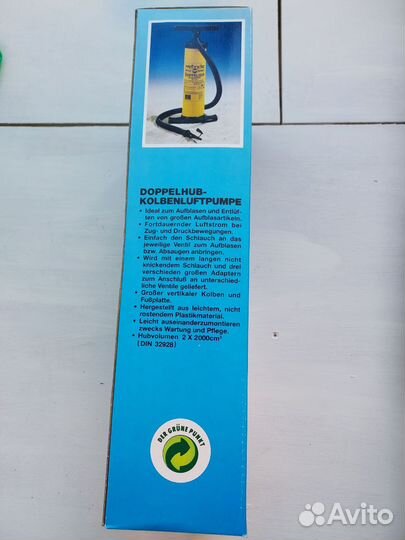 DOPPELHUB-
KOLBENLUFTPUMPE
• Ideal zum Aufblasen und Entlüf-
ten von großen Aufblasartikeln.
• Fortdauernder Luftstrom bei
Zug- und Druckbewegungen.
• Einfach den Schlauch an das
jeweilige Ventil zum Aufblasen
bzw. Absaugen anbringen.
• Wird mit einem langen nicht
knickendem Schlauch und drei
verschieden großen Adaptern
zum Anschluß an unterschied-
liche Ventile geliefert.
• Großer vertikaler Kolben und
Fußplatte.
• Hergestellt aus leichtem, nicht
rostendem Plastikmaterial.
• Leicht auseinanderzumontieren
zwecks Wartung und Pflege.
• Hubvolumen 2 X 2000cm³
(DIN 32928)
DER GRÜNE PUNKT
Avito